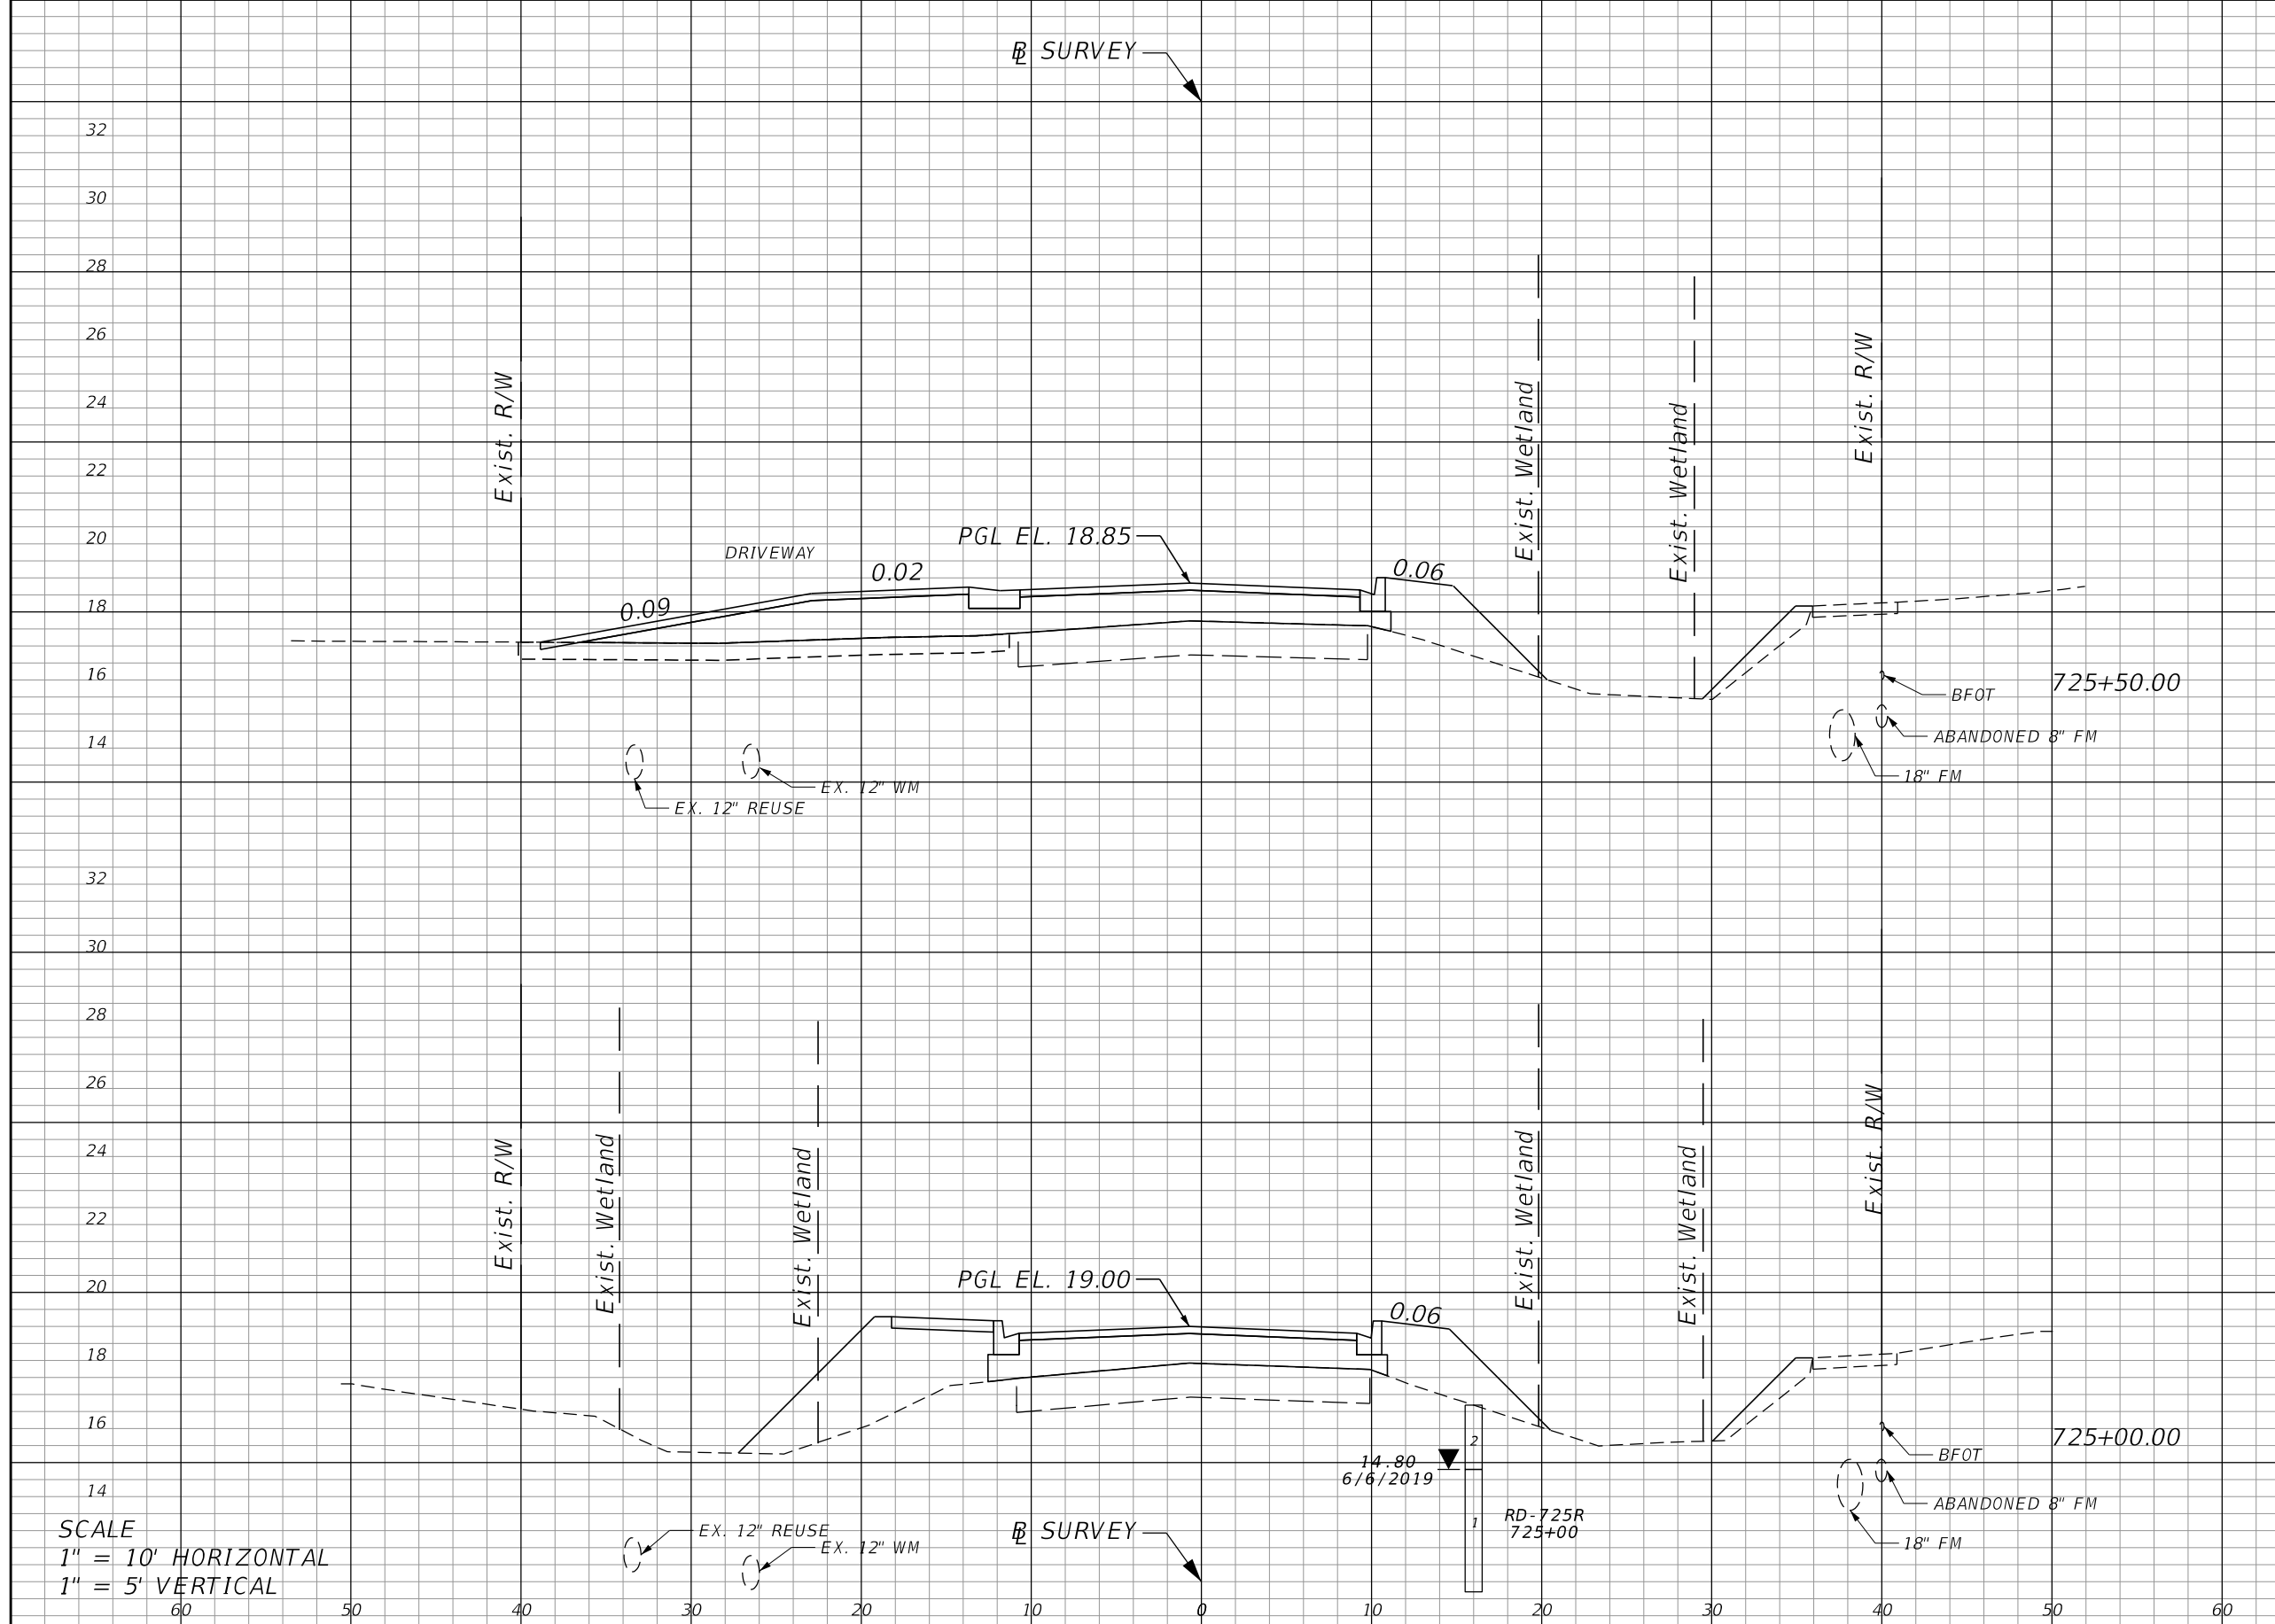 BL SURVEY
32
30
28
26
24
22
20
18
16
14
Exist. R/W
Exist. Wetland
Exist. Wetland
Exist. R/W
PGL EL. 18.85
DRIVEWAY
0.02
0.06
0.09
725+50.00
BFOT
ABANDONED 8" FM
18" FM
EX. 12" WM
EX. 12" REUSE
32
30
28
26
24
22
20
18
16
14
Exist. R/W
Exist. Wetland
Exist. Wetland
Exist. Wetland
Exist. Wetland
Exist. R/W
PGL EL. 19.00
0.06
725+00.00
2
BFOT
14.80
6/6/2019
ABANDONED 8" FM
RD-725R
725+00
1
18" FM
EX. 12" REUSE
EX. 12" WM
BL SURVEY
SCALE
1" = 10' HORIZONTAL
1" = 5' VERTICAL
60 50 40 30 20 10 0 10 20 30 40 50 60